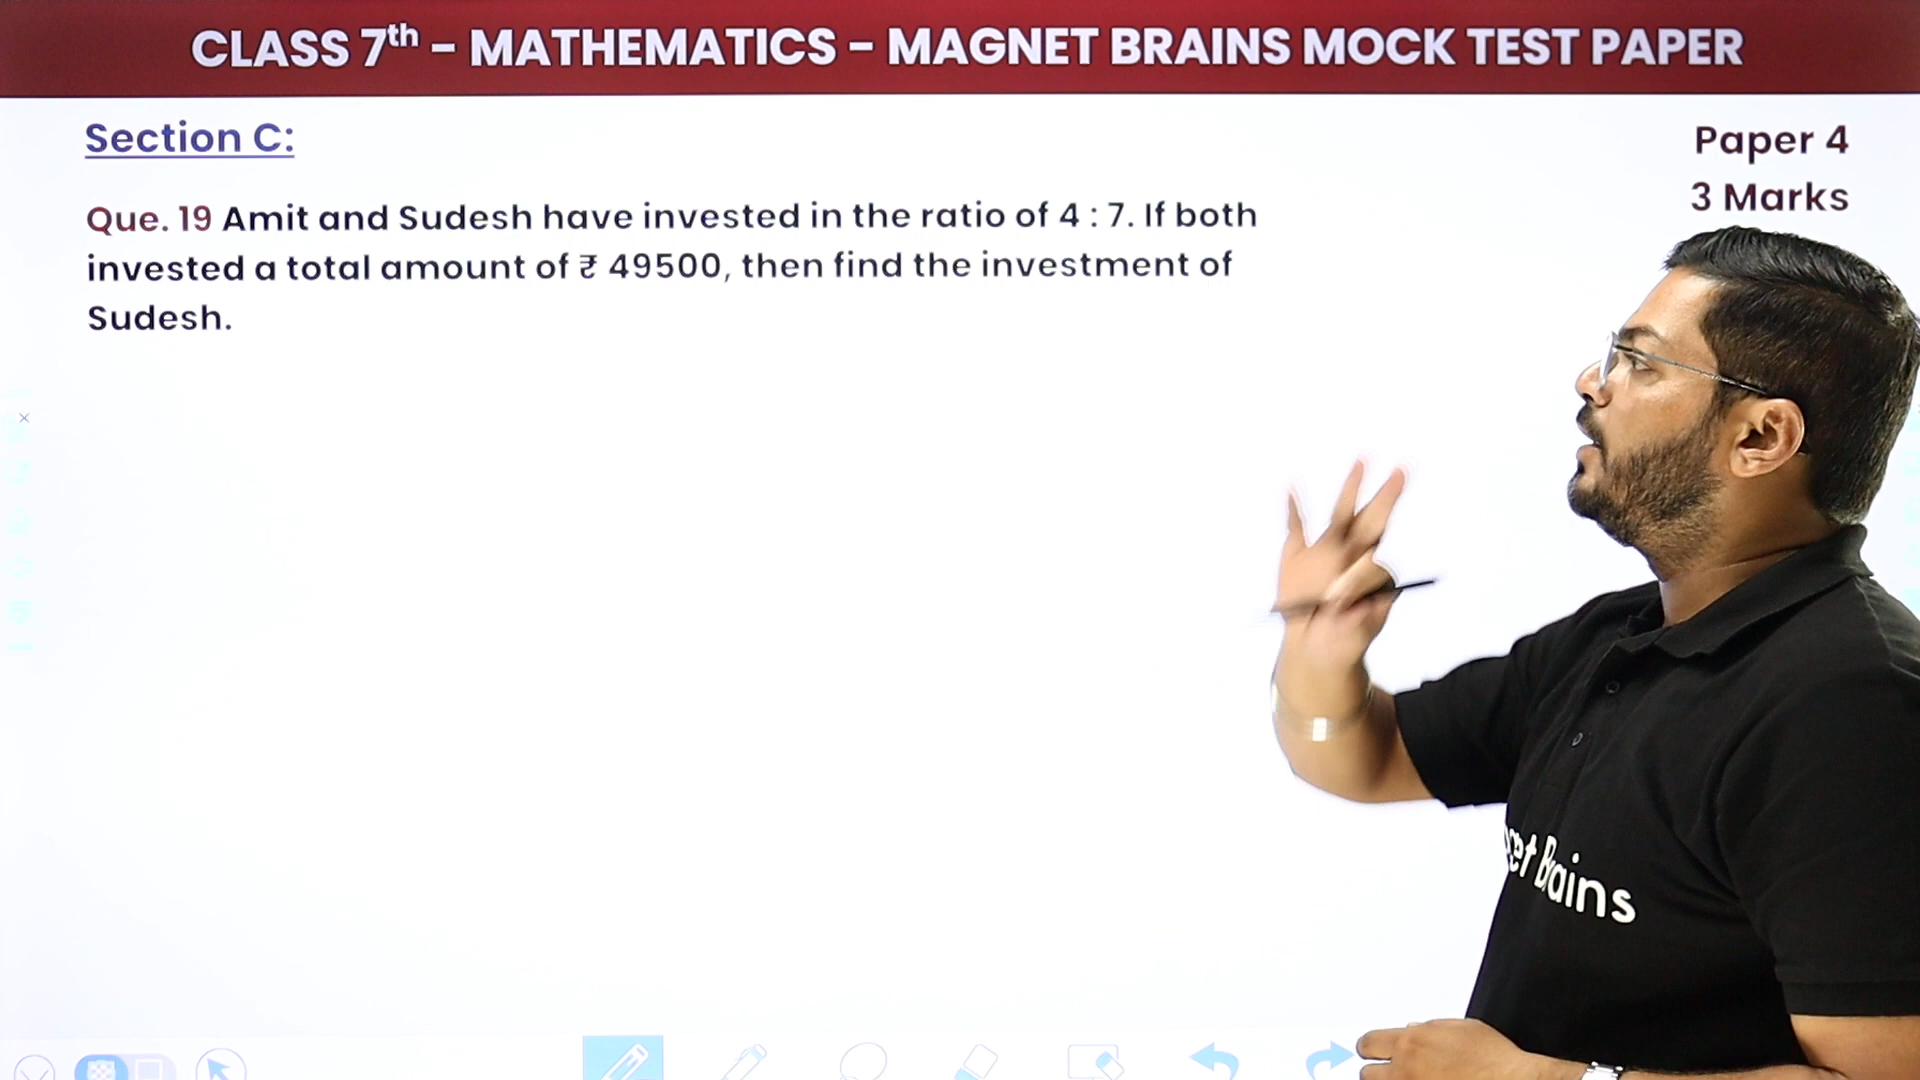 CLASS 7th – MATHEMATICS – MAGNET BRAINS MOCK TEST PAPER
Section C:
Paper 4
3 Marks
Que. 19 Amit and Sudesh have invested in the ratio of 4 : 7. If both
invested a total amount of ₹ 49500, then find the investment of
Sudesh.
Brains